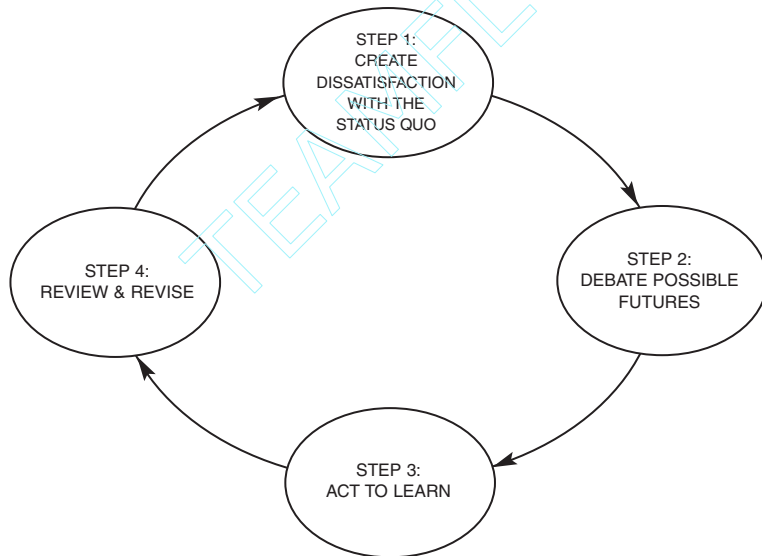 STEP 1:
CREATE
DISSATISFACTION
WITH THE
STATUS QUO
STEP 2:
DEBATE POSSIBLE
FUTURES
STEP 3:
ACT TO LEARN
STEP 4:
REVIEW & REVISE